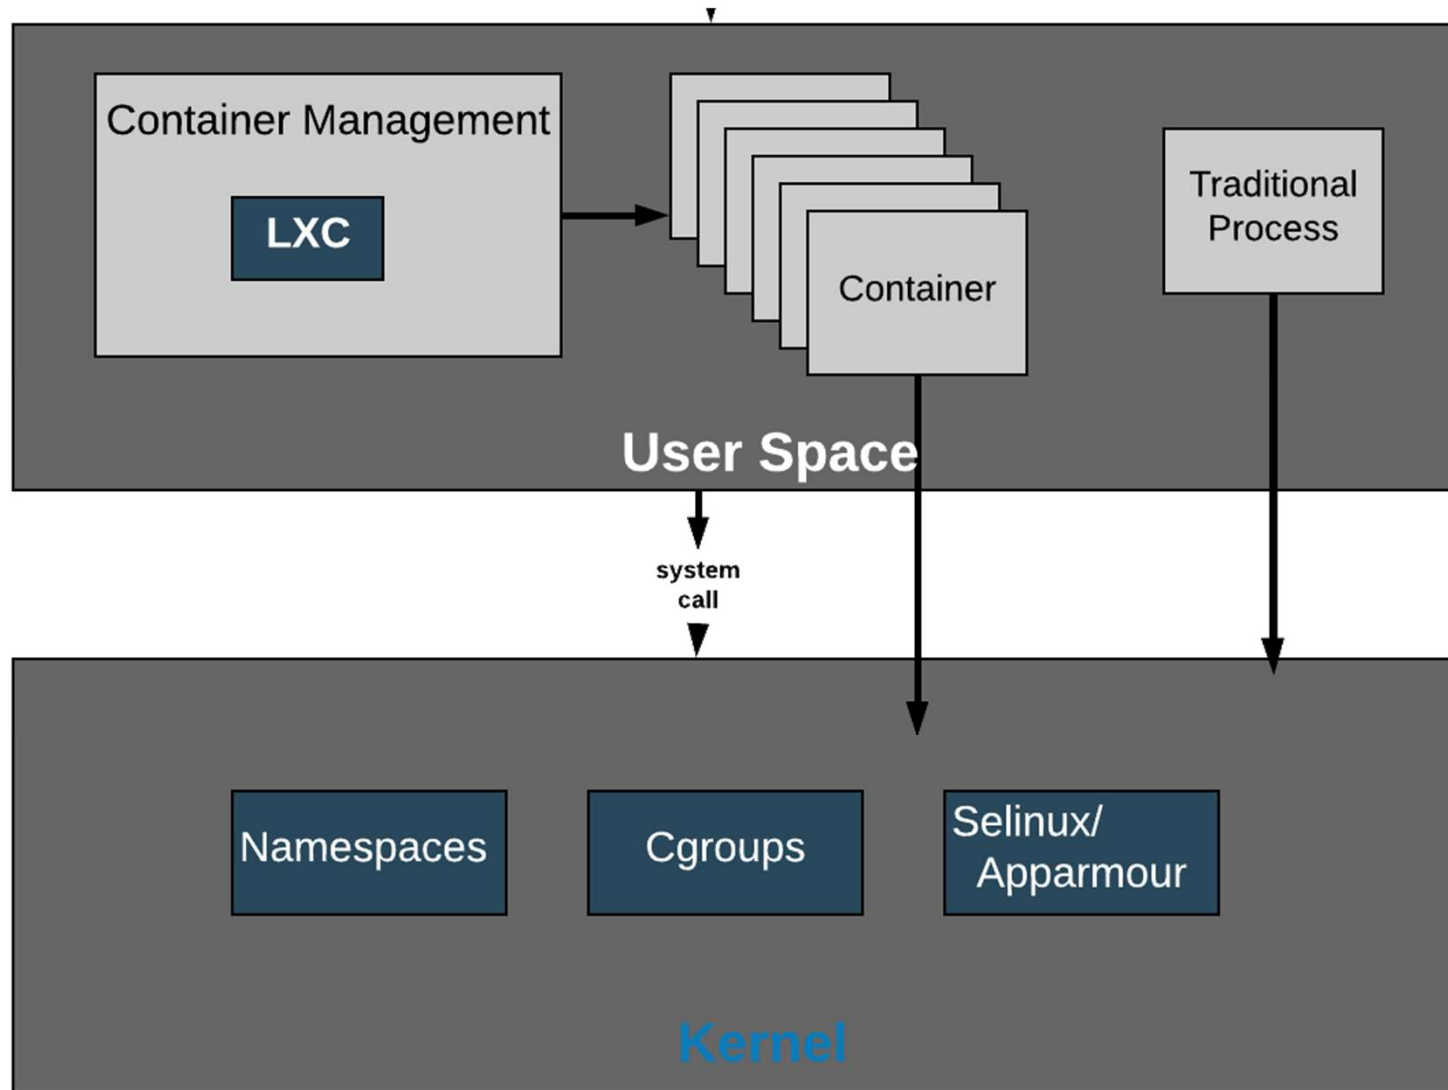 Container Management
LXC
Container
Traditional
Process
User Space
system
call
Namespaces
Cgroups
Selinux/
Apparmour
Kernel